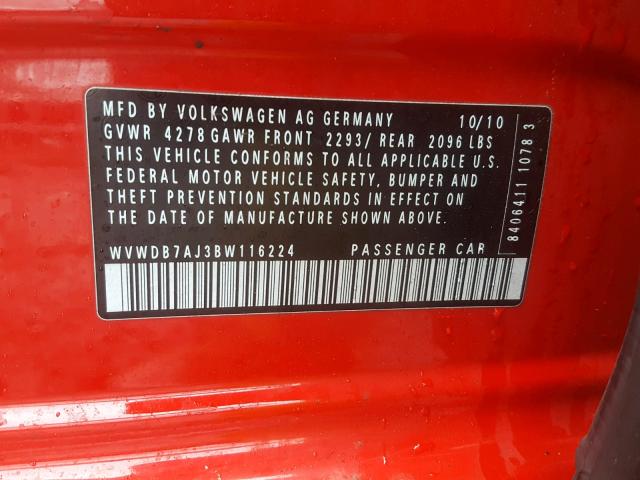 MFD BY VOLKSWAGEN AG GERMANY 10/10
GVWR 4278 GAWR FRONT 2293/ REAR 2096 LBS
THIS VEHICLE CONFORMS TO ALL APPLICABLE U.S.
FEDERAL MOTOR VEHICLE SAFETY, BUMPER AND
THEFT PREVENTION STANDARDS IN EFFECT ON
THE DATE OF MANUFACTURE SHOWN ABOVE.
WVWDB7AJ3BW116224 PASSENGER CAR
8406411 1078 3